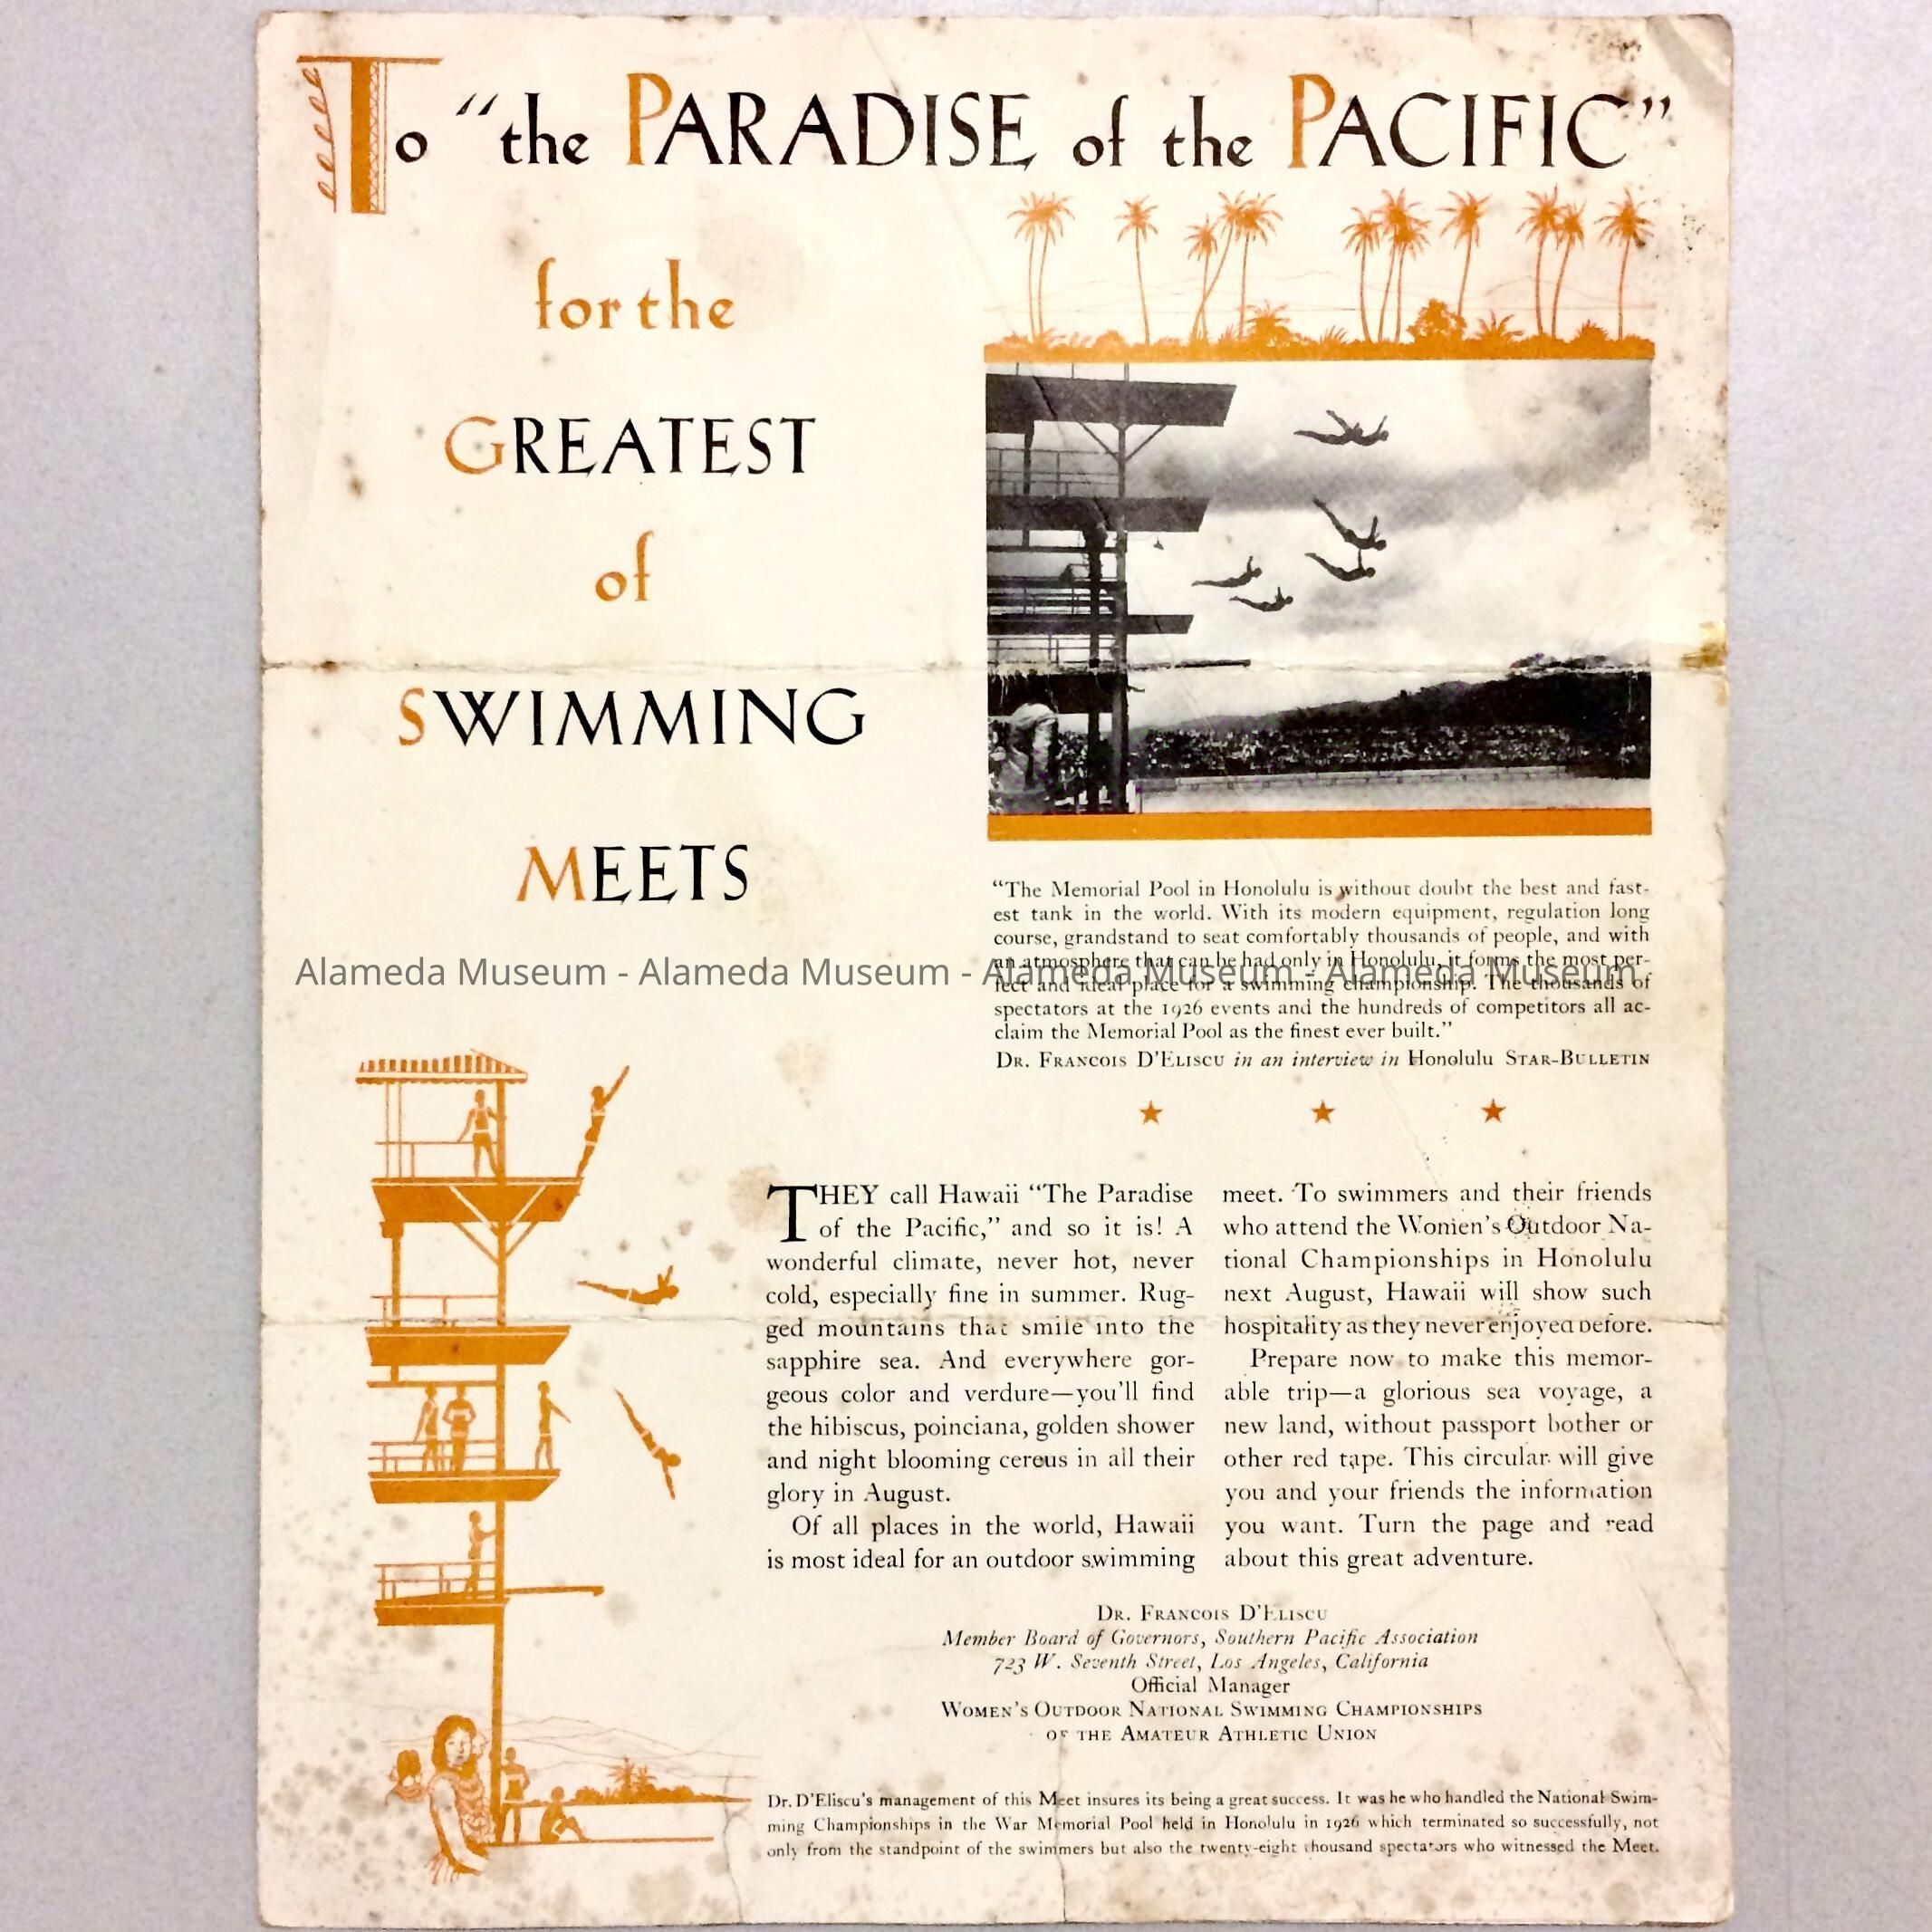 To "the PARADISE of the PACIFIC"
for the
GREATEST
of
SWIMMING
MEETS
"The Memorial Pool in Honolulu is without doubt the best and fast-
est tank in the world. With its modern equipment, regulation long
course, grandstand to seat comfortably thousands of people, and with
an atmosphere that can be had only in Honolulu, it forms the most per-
fect and ideal place for a swimming championship. The thousands of
spectators at the 1926 events and the hundreds of competitors all ac-
claim the Memorial Pool as the finest ever built."
DR. FRANCOIS D'ELISCU in an interview in Honolulu STAR-BULLETIN
Alameda Museum - Alameda Museum - Alameda Museum - Alameda Museum -
THEY call Hawaii "The Paradise
of the Pacific," and so it is! A
wonderful climate, never hot, never
cold, especially fine in summer. Rug-
ged mountains that smile into the
sapphire sea. And everywhere gor-
geous color and verdure—you'll find
the hibiscus, poinciana, golden shower
and night blooming cereus in all their
glory in August.
Of all places in the world, Hawaii
is most ideal for an outdoor swimming
meet. To swimmers and their friends
who attend the Women's Outdoor Na-
tional Championships in Honolulu
next August, Hawaii will show such
hospitality as they never enjoyed before.
Prepare now to make this memor-
able trip—a glorious sea voyage, a
new land, without passport bother or
other red tape. This circular will give
you and your friends the information
you want. Turn the page and read
about this great adventure.
DR. FRANCOIS D'ELISCU
Member Board of Governors, Southern Pacific Association
723 W. Seventh Street, Los Angeles, California
Official Manager
WOMEN'S OUTDOOR NATIONAL SWIMMING CHAMPIONSHIPS
OF THE AMATEUR ATHLETIC UNION
Dr. D'Eliscu's management of this Meet insures its being a great success. It was he who handled the National Swim-
ming Championships in the War Memorial Pool held in Honolulu in 1926 which terminated so successfully, not
only from the standpoint of the swimmers but also the twenty-eight thousand spectators who witnessed the Meet.